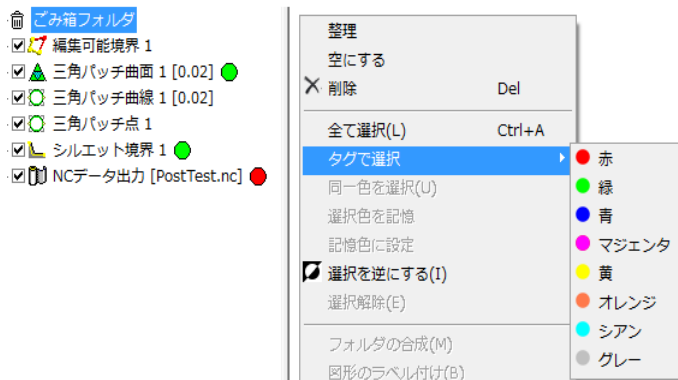 ごみ箱フォルダ
編集可能境界 1
三角パッチ曲面 1 [0.02]
三角パッチ曲線 1 [0.02]
三角パッチ点 1
シルエット境界 1
NCデータ出力 [PostTest.nc]
整理
空にする
削除 Del
全て選択(L) Ctrl+A
タグで選択
同一色を選択(U)
選択色を記憶
記憶色に設定
選択を逆にする(I)
選択解除(E)
フォルダの合成(M)
図形のラベル付け(B)
赤
緑
青
マジェンタ
黄
オレンジ
シアン
グレー